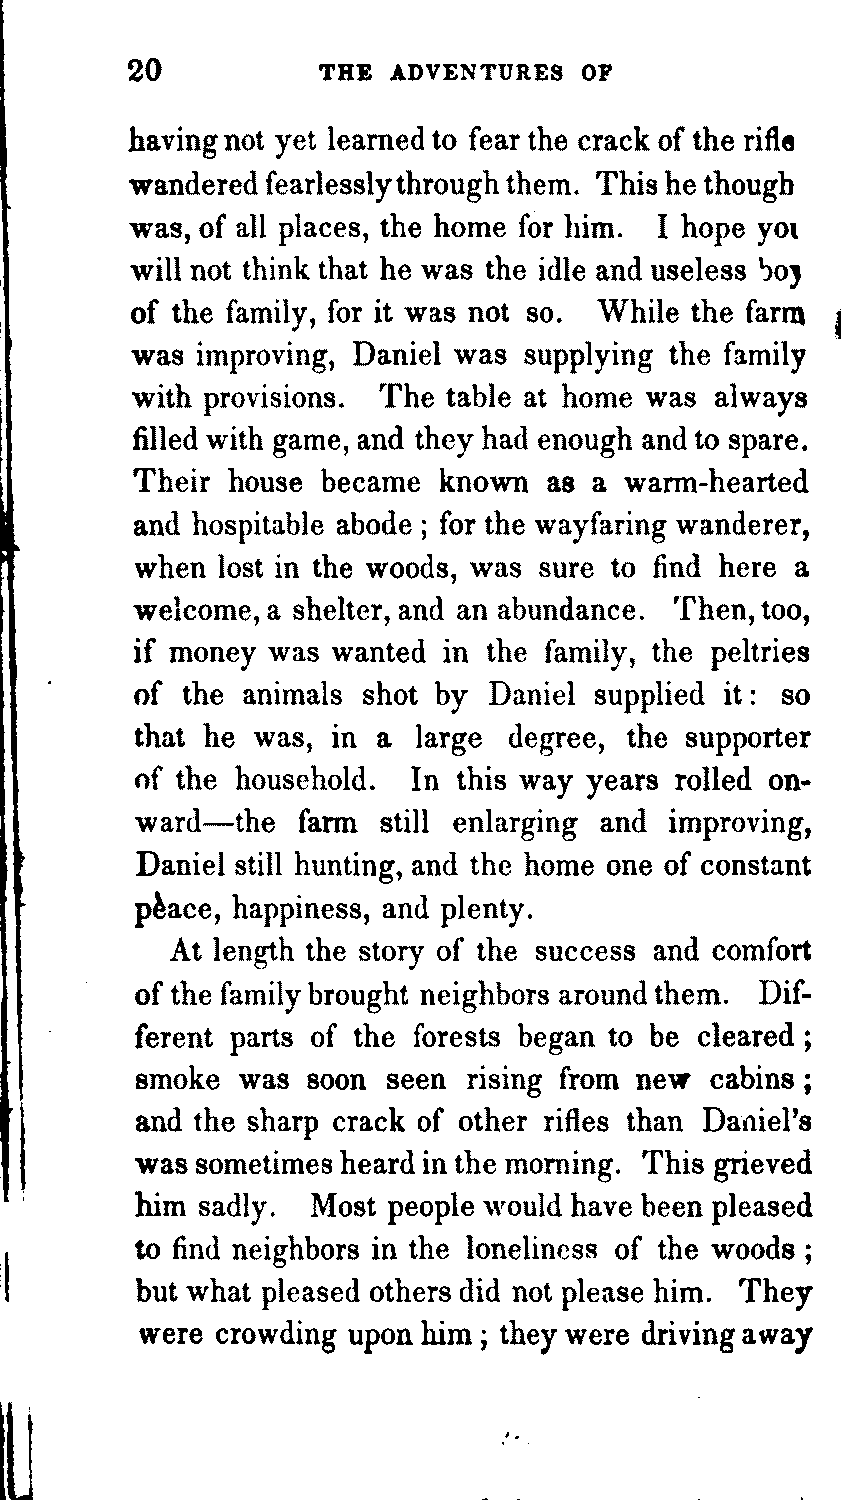 20 THE ADVENTURES OF
having not yet learned to fear the crack of the rifle
wandered fearlessly through them. This he though
was, of all places, the home for him. I hope you
will not think that he was the idle and useless boy
of the family, for it was not so. While the farm
was improving, Daniel was supplying the family
with provisions. The table at home was always
filled with game, and they had enough and to spare.
Their house became known as a warm-hearted
and hospitable abode ; for the wayfaring wanderer,
when lost in the woods, was sure to find here a
welcome, a shelter, and an abundance. Then, too,
if money was wanted in the family, the peltries
of the animals shot by Daniel supplied it : so
that he was, in a large degree, the supporter
of the household. In this way years rolled on-
ward—the farm still enlarging and improving,
Daniel still hunting, and the home one of constant
peace, happiness, and plenty.
At length the story of the success and comfort
of the family brought neighbors around them. Dif-
ferent parts of the forests began to be cleared ;
smoke was soon seen rising from new cabins ;
and the sharp crack of other rifles than Daniel's
was sometimes heard in the morning. This grieved
him sadly. Most people would have been pleased
to find neighbors in the loneliness of the woods ;
but what pleased others did not please him. They
were crowding upon him ; they were driving away